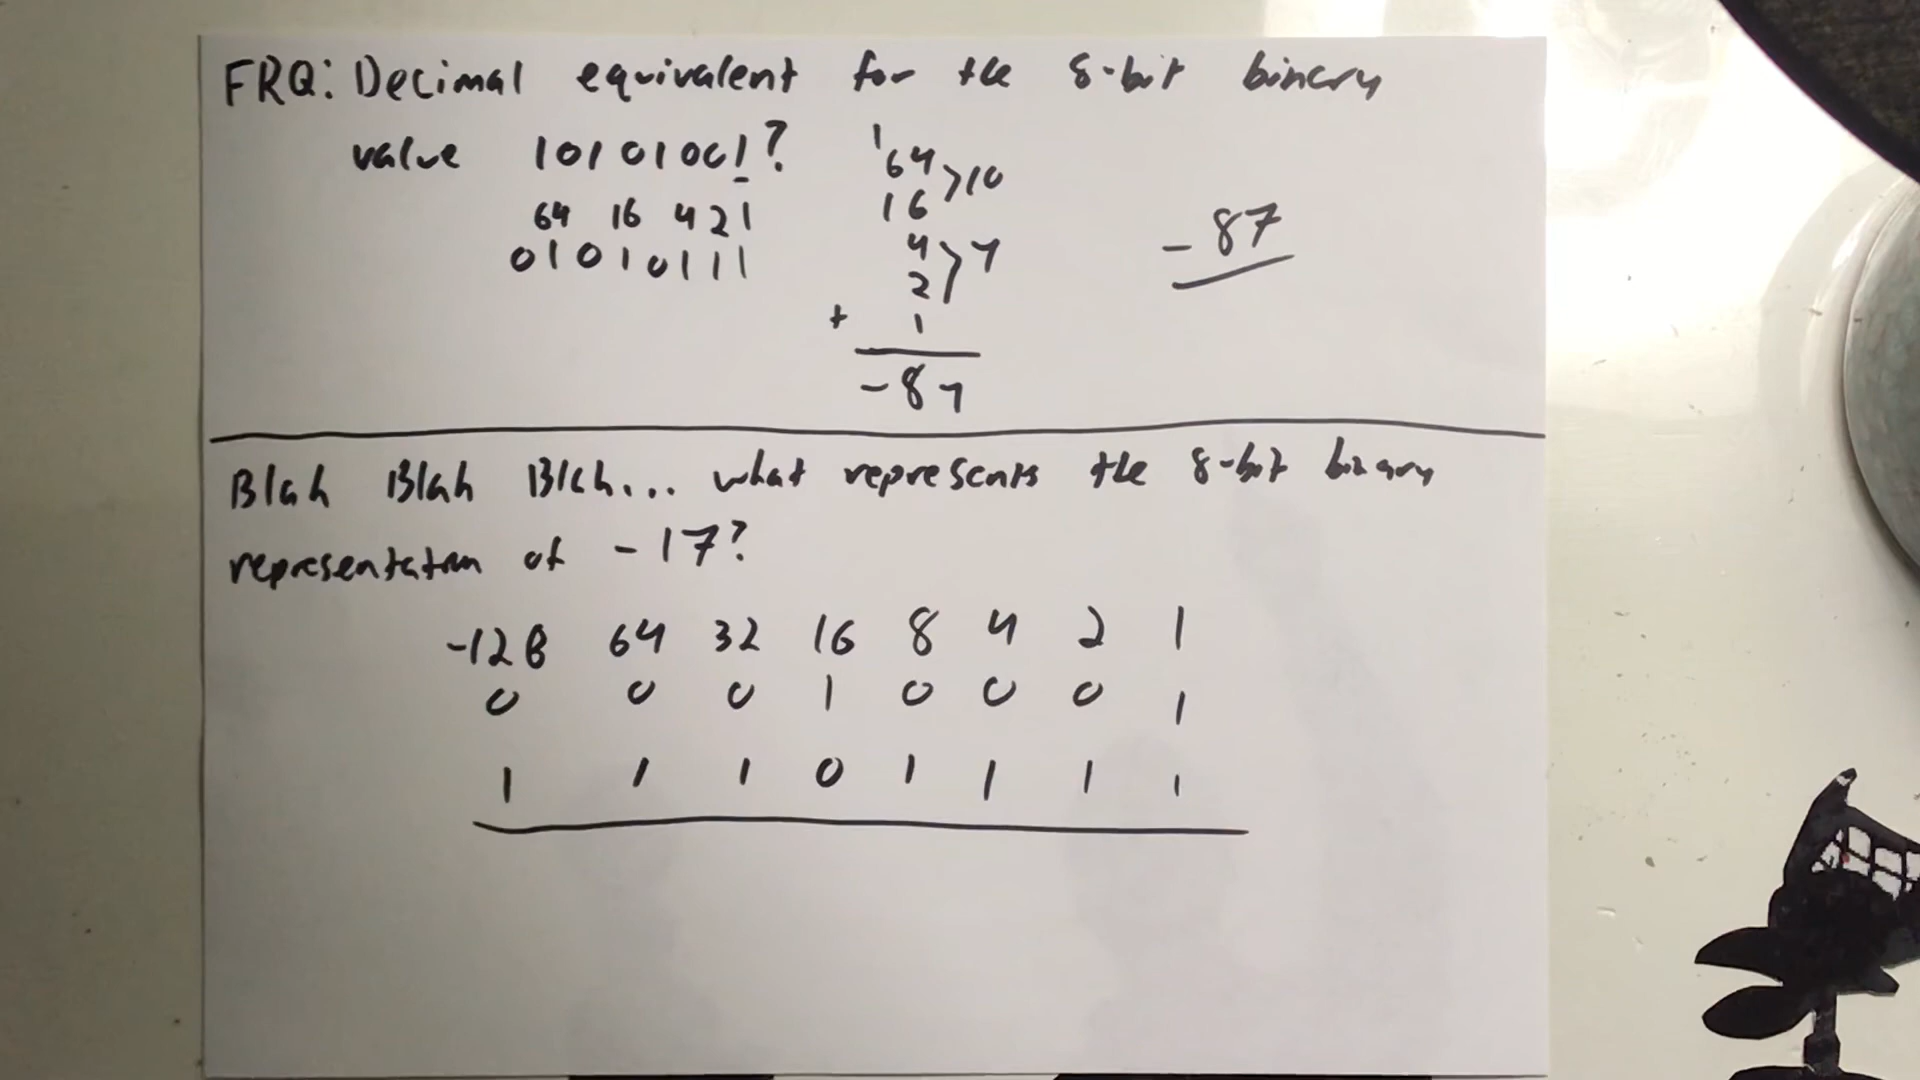 FRQ: Decimal equivalent for the 8-bit binary
value 10101001?
64 16 4 2 1
01010111
1
64 >10
16
4 >7
2
+ 1
-87
-87
Blah Blah Blah... what represents the 8-bit binary
representation of -17?
-128 64 32 16 8 4 2 1
0 0 0 1 0 0 0 1
1 1 1 0 1 1 1 1